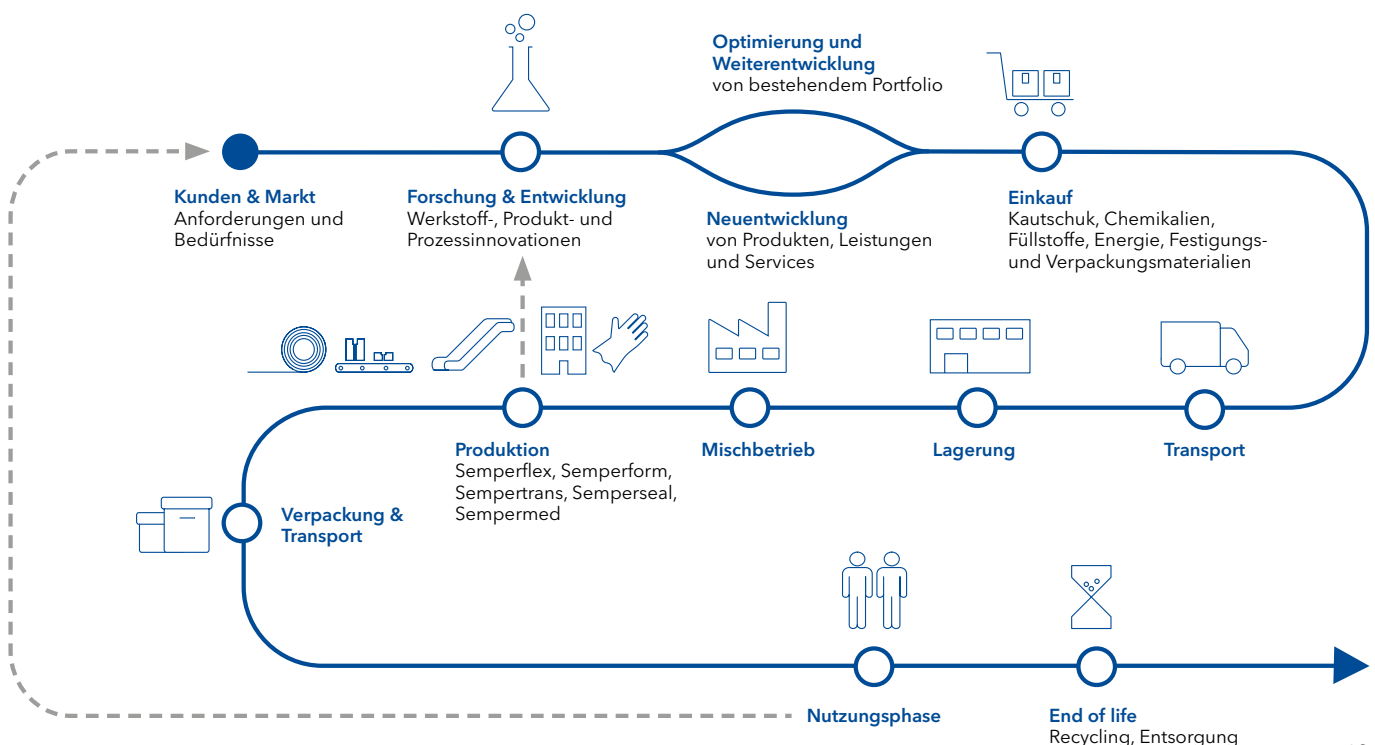 Optimierung und
Weiterentwicklung
von bestehendem Portfolio
Kunden & Markt
Anforderungen und
Bedürfnisse
Forschung & Entwicklung
Werkstoff-, Produkt- und
Prozessinnovationen
Neuentwicklung
von Produkten, Leistungen
und Services
Einkauf
Kautschuk, Chemikalien,
Füllstoffe, Energie, Festigungs-
und Verpackungsmaterialien
Produktion
Semperflex, Semperform,
Sempertrans, Semperseal,
Sempermed
Mischbetrieb
Lagerung
Transport
Verpackung &
Transport
Nutzungsphase
End of life
Recycling, Entsorgung